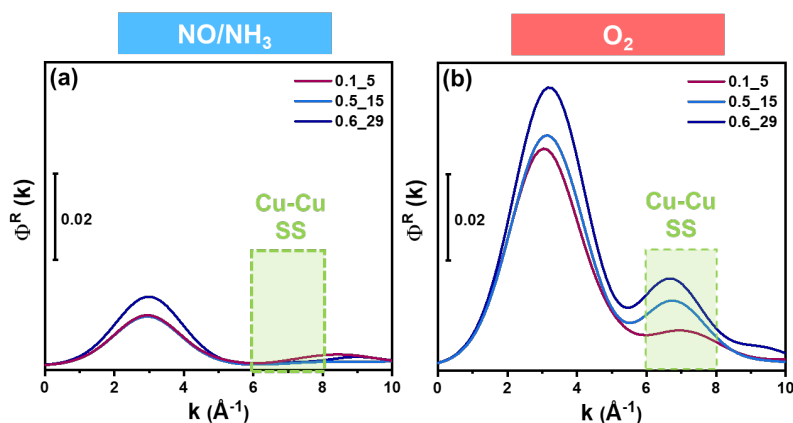 NO/NH₃
O₂
(a)
0.1_5
0.5_15
0.6_29
Φᴿ (k)
0.02
Cu-Cu
SS
0 2 4 6 8 10
k (Å⁻¹)
(b)
0.1_5
0.5_15
0.6_29
Φᴿ (k)
0.02
Cu-Cu
SS
0 2 4 6 8 10
k (Å⁻¹)